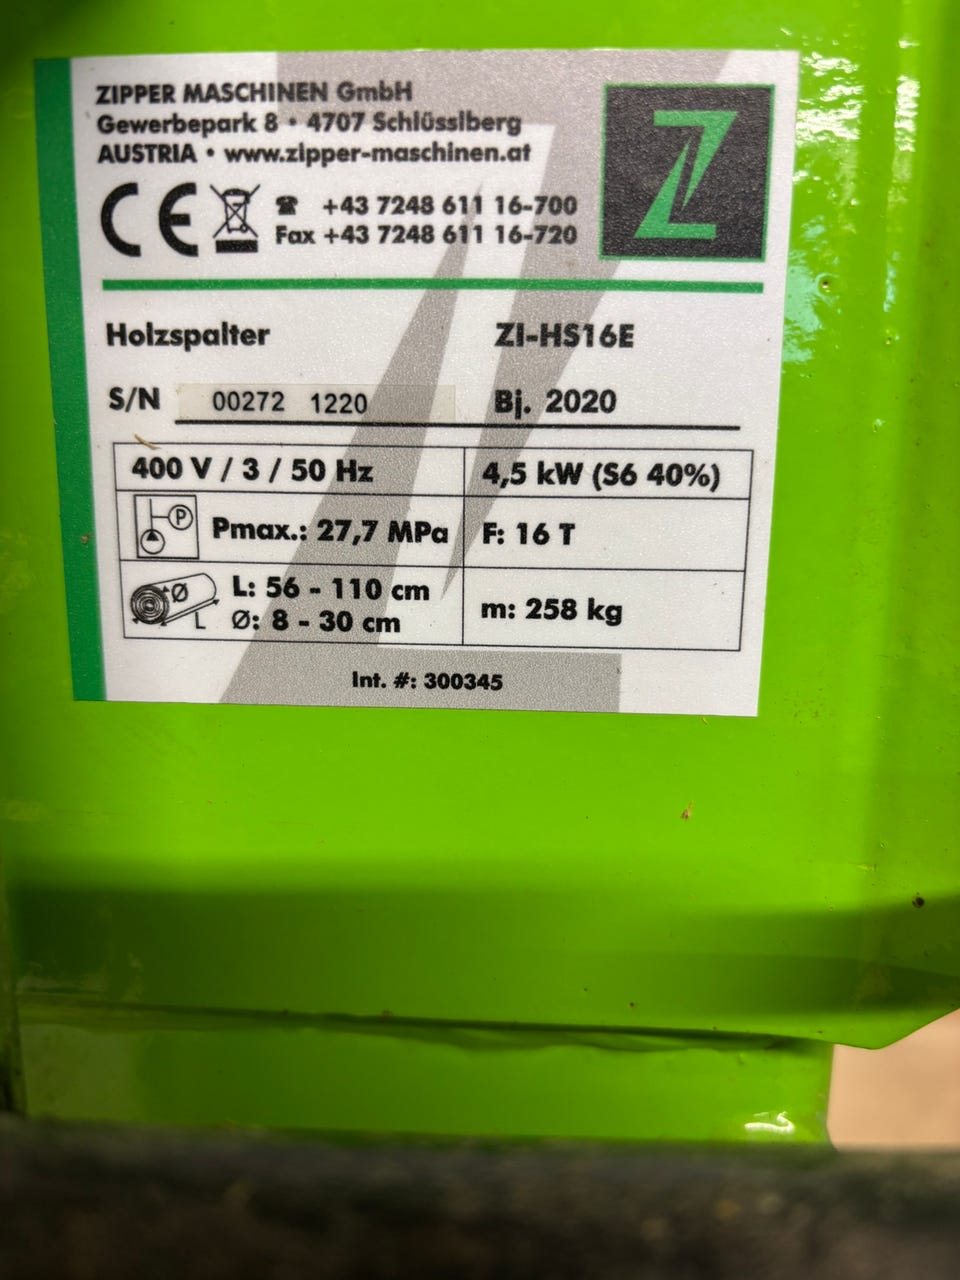 ZIPPER MASCHINEN GmbH
Gewerbepark 8 • 4707 Schlüsslberg
AUSTRIA • www.zipper-maschinen.at
CE ☎ +43 7248 611 16-700
Fax +43 7248 611 16-720
Z
Holzspalter ZI-HS16E
S/N 00272 1220 Bj. 2020
400 V / 3 / 50 Hz 4,5 kW (S6 40%)
P Pmax.: 27,7 MPa F: 16 T
Ø L L: 56 - 110 cm
Ø: 8 - 30 cm m: 258 kg
Int. #: 300345